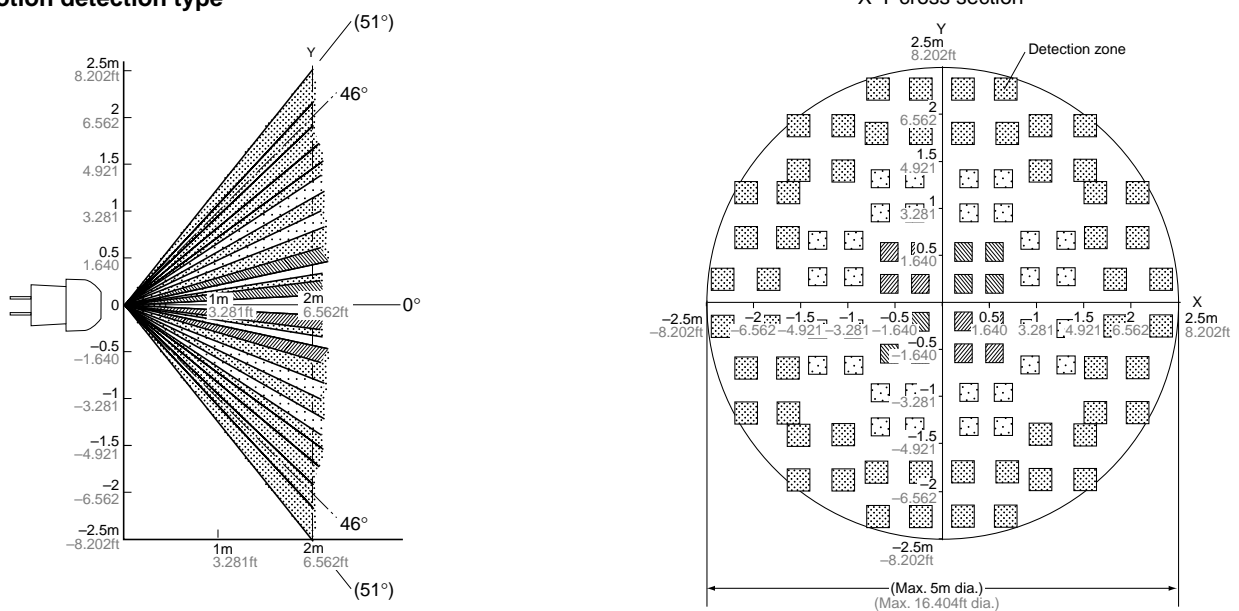 otion detection type
(51°)
Y
2.5m
8.202ft
46°
2
6.562
1.5
4.921
1
3.281
0.5
1.640
0
1m
3.281ft
2m
6.562ft
0°
–0.5
–1.640
–1
–3.281
–1.5
–4.921
–2
–6.562
–2.5m
–8.202ft
46°
1m
3.281ft
2m
6.562ft
(51°)
X-Y cross section
Y
2.5m
8.202ft
Detection zone
2
6.562
1.5
4.921
1
3.281
0.5
1.640
X
–2.5m
–8.202ft
–2
–6.562
–1.5
–4.921
–1
–3.281
–0.5
–1.640
0.5
1.640
1
3.281
1.5
4.921
2
6.562
2.5m
8.202ft
–0.5
–1.640
–1
–3.281
–1.5
–4.921
–2
–6.562
–2.5m
–8.202ft
(Max. 5m dia.)
(Max. 16.404ft dia.)